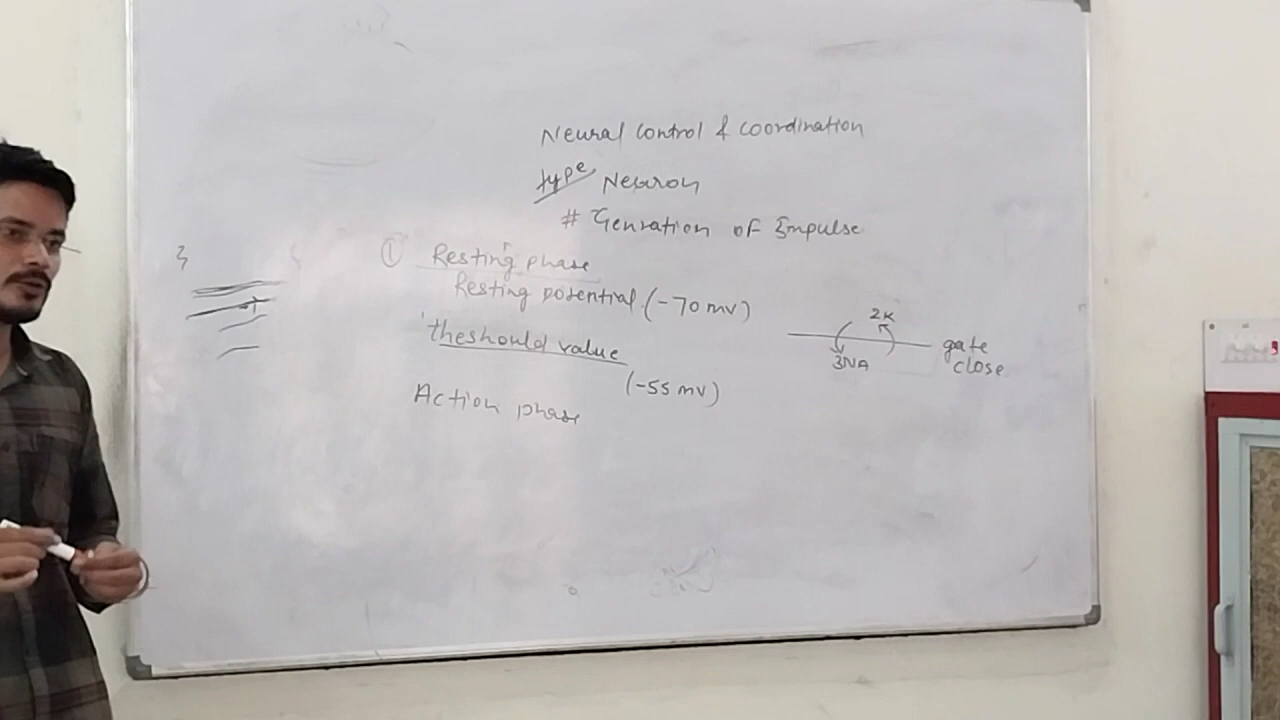 Neural control & coordination
type Neuron
# Genration of Impulse
① Resting phase
Resting potential (-70 mv)
theshould value
(-55 mv)
Action phase
2K
3NA
gate
close